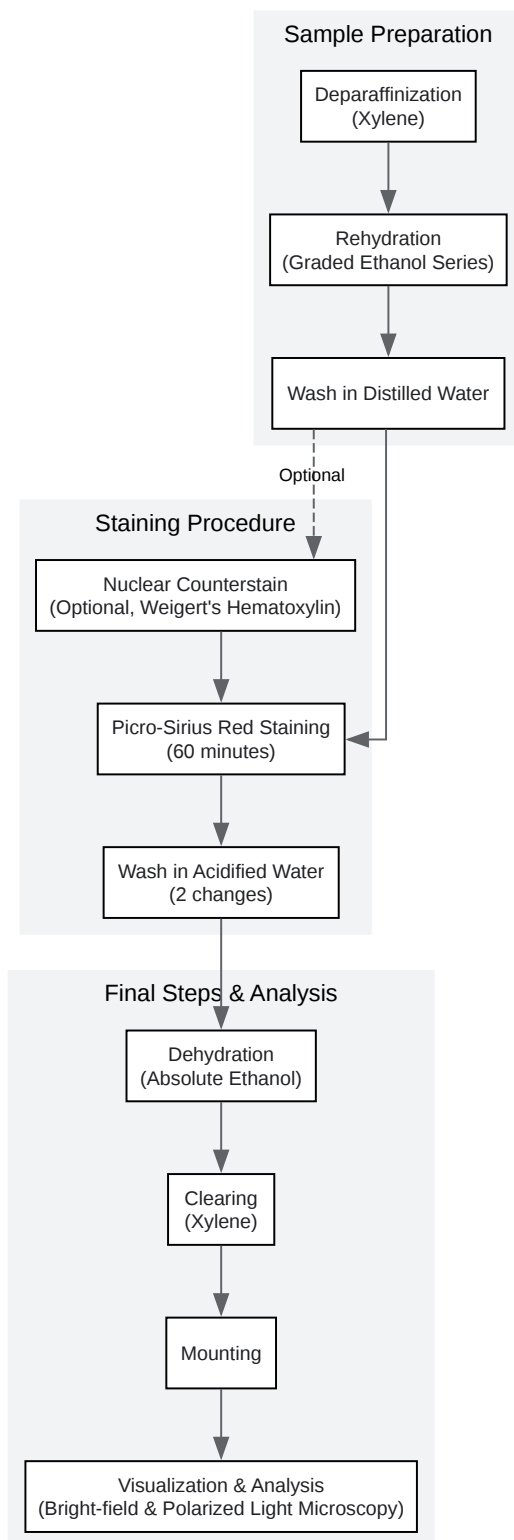 Sample Preparation
Deparaffinization
(Xylene)
Rehydration
(Graded Ethanol Series)
Wash in Distilled Water
Optional
Staining Procedure
Nuclear Counterstain
(Optional, Weigert's Hematoxylin)
Picro-Sirius Red Staining
(60 minutes)
Wash in Acidified Water
(2 changes)
Final Steps & Analysis
Dehydration
(Absolute Ethanol)
Clearing
(Xylene)
Mounting
Visualization & Analysis
(Bright-field & Polarized Light Microscopy)